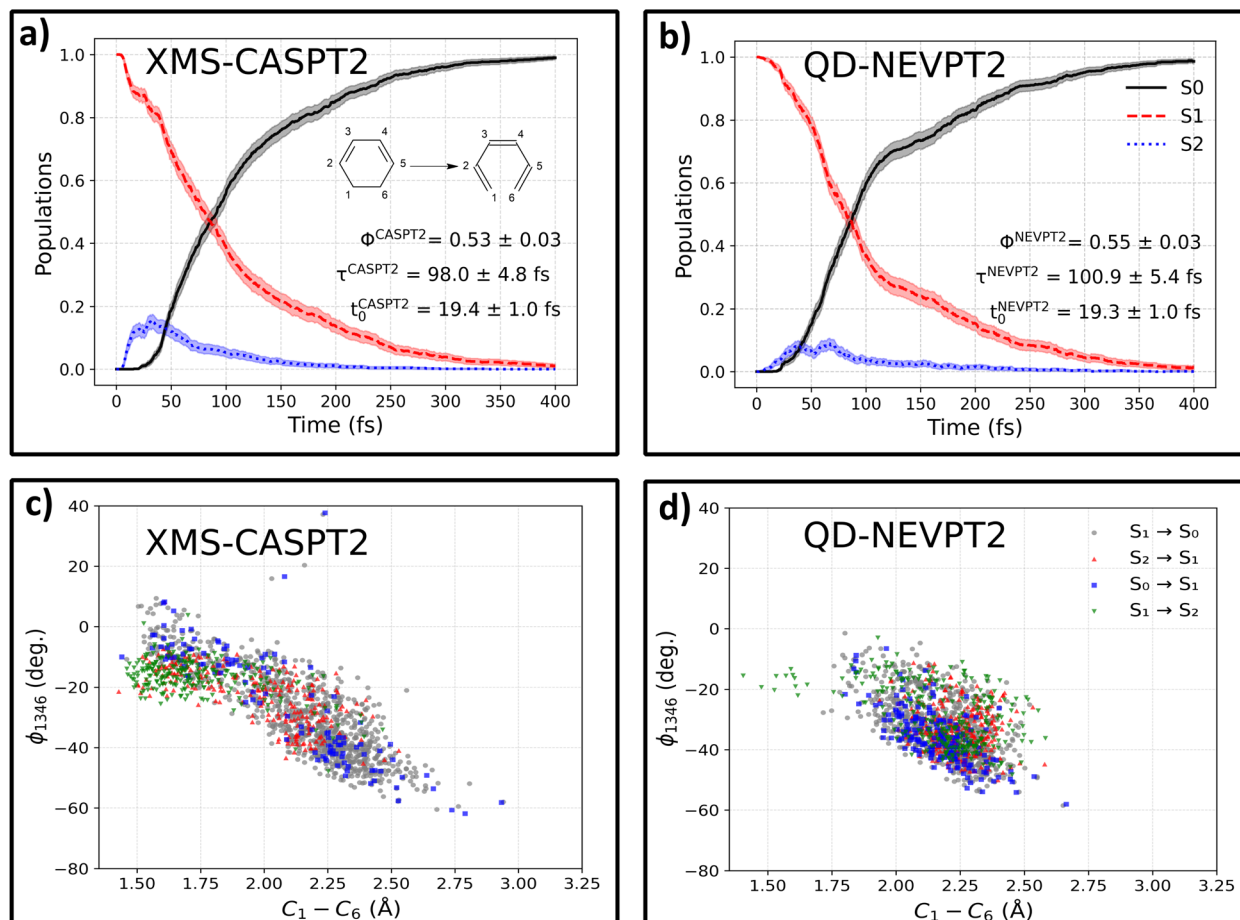 a)
XMS-CASPT2
1.0
0.8
0.6
0.4
0.2
0.0
Populations
3 4
2 5
1 6
3 4
2 5
1 6
Φ^CASPT2 = 0.53 ± 0.03
τ^CASPT2 = 98.0 ± 4.8 fs
t₀^CASPT2 = 19.4 ± 1.0 fs
0 50 100 150 200 250 300 350 400
Time (fs)
b)
QD-NEVPT2
S0
S1
S2
1.0
0.8
0.6
0.4
0.2
0.0
Populations
Φ^NEVPT2 = 0.55 ± 0.03
τ^NEVPT2 = 100.9 ± 5.4 fs
t₀^NEVPT2 = 19.3 ± 1.0 fs
0 50 100 150 200 250 300 350 400
Time (fs)
c)
XMS-CASPT2
40
20
0
−20
−40
−60
−80
ϕ₁₃₄₆ (deg.)
1.50 1.75 2.00 2.25 2.50 2.75 3.00 3.25
C₁ − C₆ (Å)
d)
QD-NEVPT2
S₁ → S₀
S₂ → S₁
S₀ → S₁
S₁ → S₂
40
20
0
−20
−40
−60
−80
ϕ₁₃₄₆ (deg.)
1.50 1.75 2.00 2.25 2.50 2.75 3.00 3.25
C₁ − C₆ (Å)